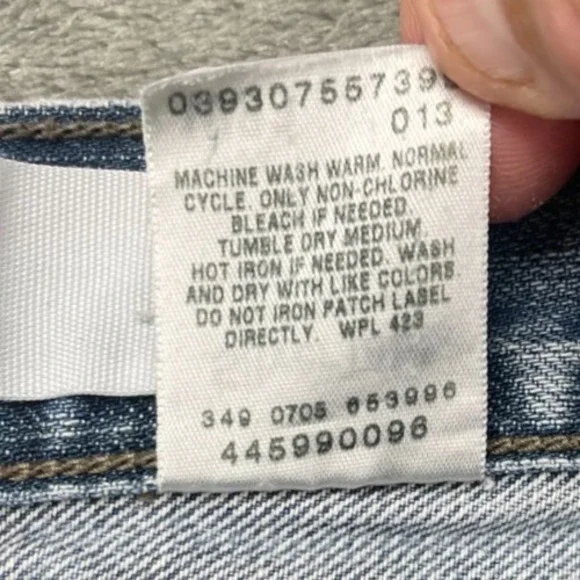 013
MACHINE WASH WARM. NORMAL
CYCLE. ONLY NON-CHLORINE
BLEACH IF NEEDED.
TUMBLE DRY MEDIUM.
HOT IRON IF NEEDED. WASH
AND DRY WITH LIKE COLORS.
DO NOT IRON PATCH LABEL
DIRECTLY. WPL 423
349 0705 653996
445990096